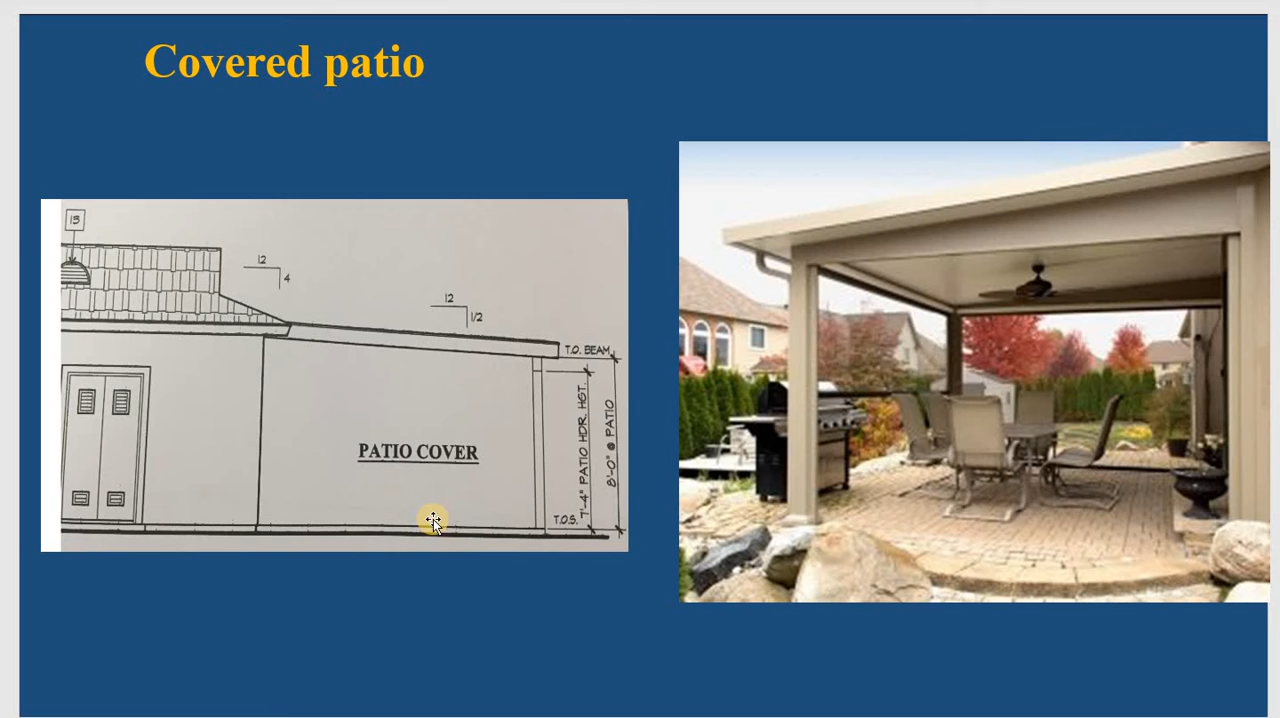 Covered patio
13
12
4
12
1/2
T.O. BEAM
7'-4" PATIO HDR. HGT.
8'-0" @ PATIO
PATIO COVER
T.O.S.